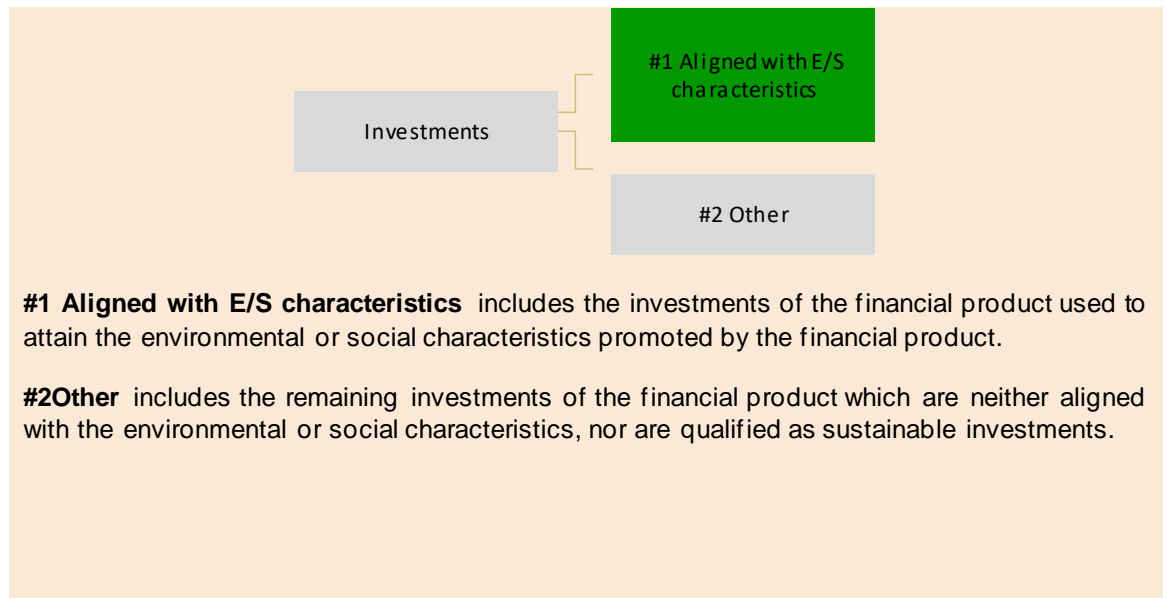 #1 Aligned with E/S
characteristics
Investments
#2 Other
#1 Aligned with E/S characteristics includes the investments of the financial product used to
attain the environmental or social characteristics promoted by the financial product.
#2Other includes the remaining investments of the financial product which are neither aligned
with the environmental or social characteristics, nor are qualified as sustainable investments.